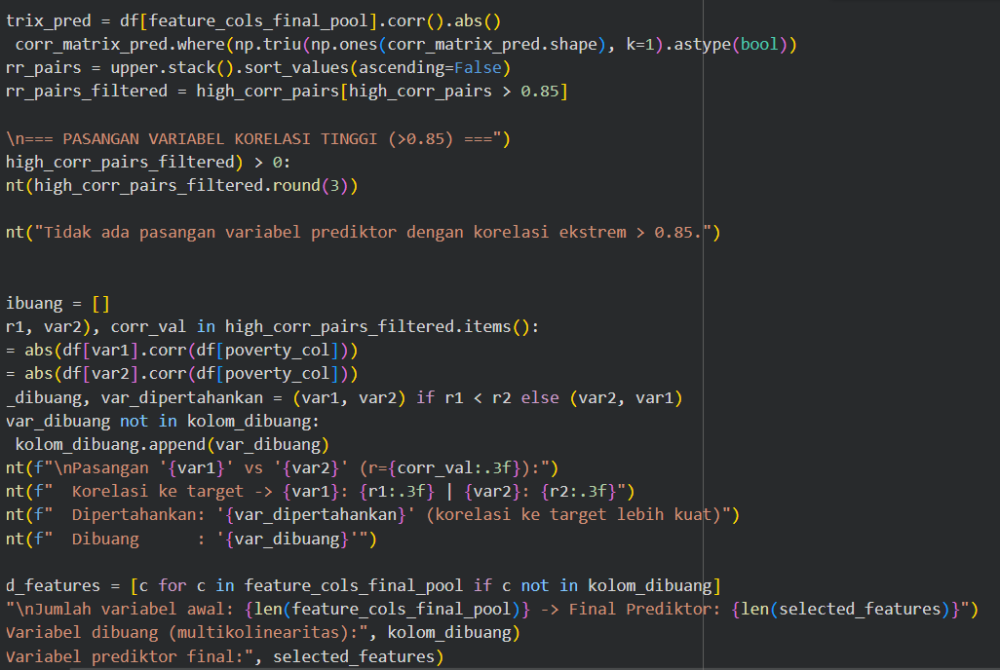 trix_pred = df[feature_cols_final_pool].corr().abs()
corr_matrix_pred.where(np.triu(np.ones(corr_matrix_pred.shape), k=1).astype(bool))
rr_pairs = upper.stack().sort_values(ascending=False)
rr_pairs_filtered = high_corr_pairs[high_corr_pairs > 0.85]
\n=== PASANGAN VARIABEL KORELASI TINGGI (>0.85) ===")
high_corr_pairs_filtered) > 0:
nt(high_corr_pairs_filtered.round(3))
nt("Tidak ada pasangan variabel prediktor dengan korelasi ekstrem > 0.85.")
ibuang = []
r1, var2), corr_val in high_corr_pairs_filtered.items():
= abs(df[var1].corr(df[poverty_col]))
= abs(df[var2].corr(df[poverty_col]))
_dibuang, var_dipertahankan = (var1, var2) if r1 < r2 else (var2, var1)
var_dibuang not in kolom_dibuang:
kolom_dibuang.append(var_dibuang)
nt(f"\nPasangan '{var1}' vs '{var2}' (r={corr_val:.3f}):")
nt(f"  Korelasi ke target -> {var1}: {r1:.3f} | {var2}: {r2:.3f}")
nt(f"  Dipertahankan: '{var_dipertahankan}' (korelasi ke target lebih kuat)")
nt(f"  Dibuang      : '{var_dibuang}'")
d_features = [c for c in feature_cols_final_pool if c not in kolom_dibuang]
"\nJumlah variabel awal: {len(feature_cols_final_pool)} -> Final Prediktor: {len(selected_features)}")
Variabel dibuang (multikolinearitas):", kolom_dibuang)
Variabel prediktor final:", selected_features)